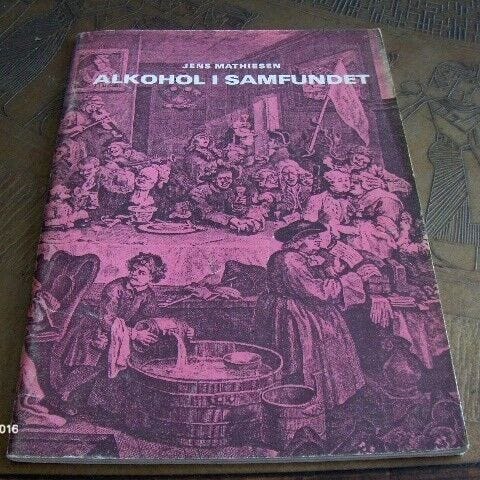 JENS MATHIESEN
ALKOHOL I SAMFUNDET
016